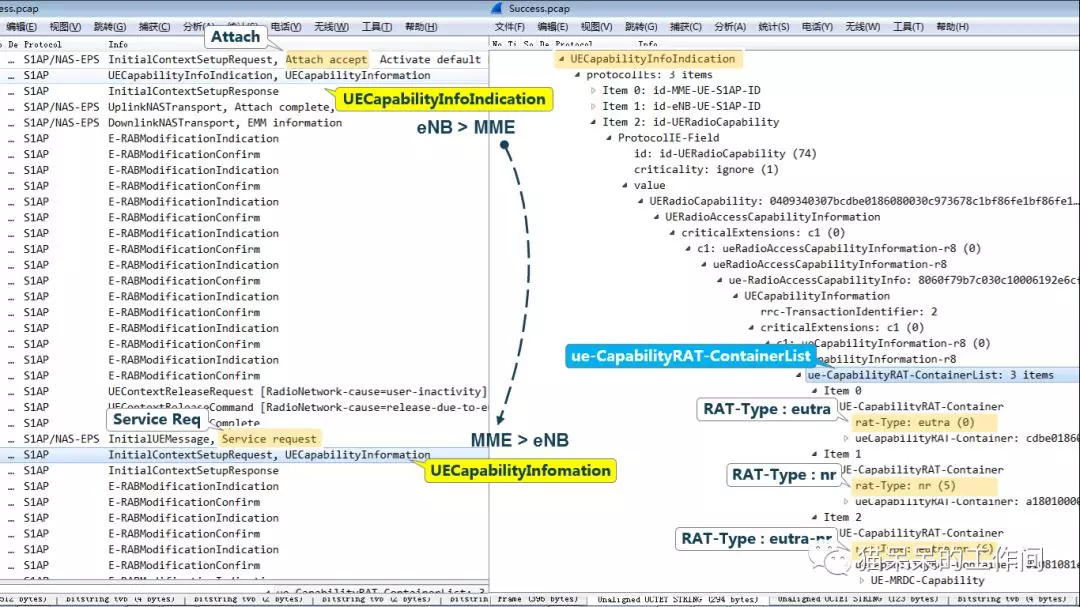 ess.pcap
编辑(E) 视图(V) 跳转(G) 捕获(C) 分析(A) 电话(Y) 无线(W) 工具(T) 帮助(H)
Attach
De Protocol Info
… S1AP/NAS-EPS InitialContextSetupRequest, Attach accept Activate default
… S1AP UECapabilityInfoIndication, UECapabilityInformation
… S1AP InitialContextSetupResponse
UECapabilityInfoIndication
… S1AP/NAS-EPS UplinkNASTransport, Attach complete,
… S1AP/NAS-EPS DownlinkNASTransport, EMM information
eNB > MME
… S1AP E-RABModificationIndication
… S1AP E-RABModificationConfirm
… S1AP E-RABModificationIndication
… S1AP E-RABModificationConfirm
… S1AP E-RABModificationIndication
… S1AP E-RABModificationConfirm
… S1AP E-RABModificationIndication
… S1AP E-RABModificationConfirm
… S1AP E-RABModificationIndication
… S1AP E-RABModificationConfirm
… S1AP E-RABModificationIndication
… S1AP E-RABModificationConfirm
… S1AP E-RABModificationIndication
… S1AP E-RABModificationConfirm
… S1AP E-RABModificationIndication
… S1AP E-RABModificationConfirm
… S1AP UEContextReleaseRequest [RadioNetwork-cause=user-inactivity]
… S1AP leaseCommand [RadioNetwork-cause=release-due-to-e
Service Req
… S1AP Complete
… S1AP/NAS-EPS InitialUEMessage, Service request
MME > eNB
… S1AP InitialContextSetupRequest, UECapabilityInformation
… S1AP InitialContextSetupResponse
UECapabilityInfomation
… S1AP E-RABModificationIndication
… S1AP E-RABModificationConfirm
… S1AP E-RABModificationIndication
… S1AP E-RABModificationConfirm
… S1AP E-RABModificationIndication
… S1AP E-RABModificationConfirm
Success.pcap
文件(F) 编辑(E) 视图(V) 跳转(G) 捕获(C) 分析(A) 统计(S) 电话(Y) 无线(W) 工具(T) 帮助(H)
No Ti So De Protocol Info
UECapabilityInfoIndication
protocolIEs: 3 items
Item 0: id-MME-UE-S1AP-ID
Item 1: id-eNB-UE-S1AP-ID
Item 2: id-UERadioCapability
ProtocolIE-Field
id: id-UERadioCapability (74)
criticality: ignore (1)
value
UERadioCapability: 0409340307bcdbe0186080030c973678c1bf86fe1bf86fe1…
UERadioAccessCapabilityInformation
criticalExtensions: c1 (0)
c1: ueRadioAccessCapabilityInformation-r8 (0)
ueRadioAccessCapabilityInformation-r8
ue-RadioAccessCapabilityInfo: 8060f79b7c030c10006192e6cf
UECapabilityInformation
rrc-TransactionIdentifier: 2
criticalExtensions: c1 (0)
c1: ueCapabilityInformation-r8 (0)
ue-CapabilityRAT-ContainerList
pabilityInformation-r8
ue-CapabilityRAT-ContainerList: 3 items
Item 0
RAT-Type : eutra
UE-CapabilityRAT-Container
rat-Type: eutra (0)
ueCapabilityRAT-Container: cdbe0186
Item 1
RAT-Type : nr
UE-CapabilityRAT-Container
rat-Type: nr (5)
ueCapabilityRAT-Container: a1801000
Item 2
RAT-Type : eutra-nr
UE-CapabilityRAT-Container
猫呆呆的工作间
UE-MRDC-Capability
Bitstring tvb (4 bytes) Bitstring tvb (2 bytes) Bitstring tvb (2 bytes)
Frame (396 bytes) Unaligned OCTET STRING (294 bytes) Unaligned OCTET STRING (123 bytes) Bitstring tvb (4 bytes)